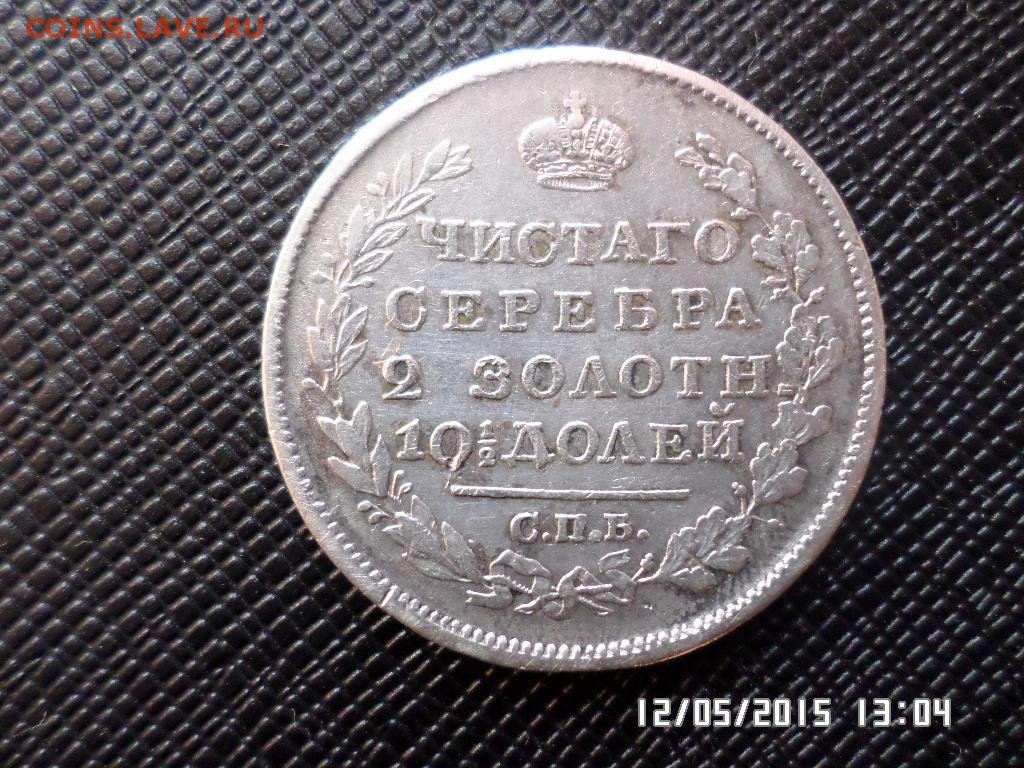 COINS.LAVE.RU
ЧИСТАГО
СЕРЕБРА
2 ЗОЛОТН.
10½ ДОЛЕЙ
С.П.Б.
12/05/2015 13:04